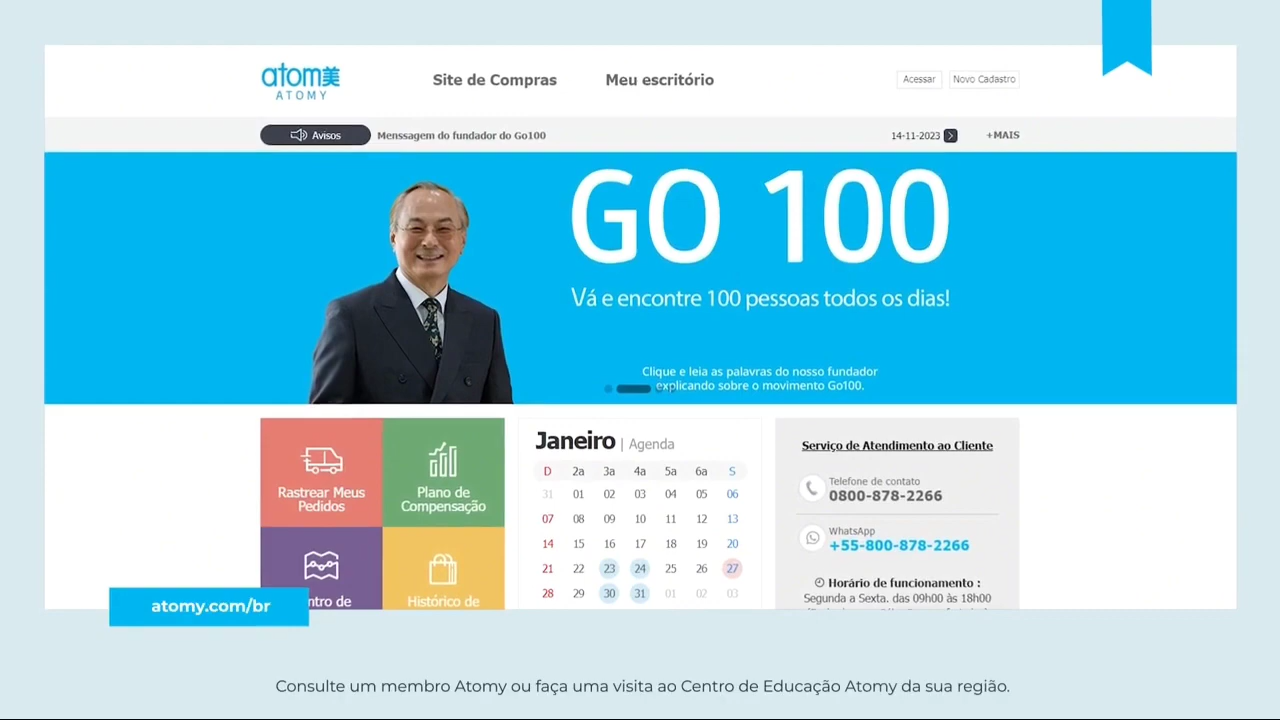 atom美
ATOMY
Site de Compras
Meu escritório
Acessar
Novo Cadastro
Avisos
Menssagem do fundador do Go100
14-11-2023
+MAIS
GO 100
Vá e encontre 100 pessoas todos os dias!
Clique e leia as palavras do nosso fundador
explicando sobre o movimento Go100.
Rastrear Meus
Pedidos
Plano de
Compensação
Histórico de
Janeiro | Agenda
D 2a 3a 4a 5a 6a S
31 01 02 03 04 05 06
07 08 09 10 11 12 13
14 15 16 17 18 19 20
21 22 23 24 25 26 27
28 29 30 31 01 02 03
Serviço de Atendimento ao Cliente
Telefone de contato
0800-878-2266
WhatsApp
+55-800-878-2266
Horário de funcionamento :
Segunda a Sexta. das 09h00 às 18h00
atomy.com/br
Consulte um membro Atomy ou faça uma visita ao Centro de Educação Atomy da sua região.